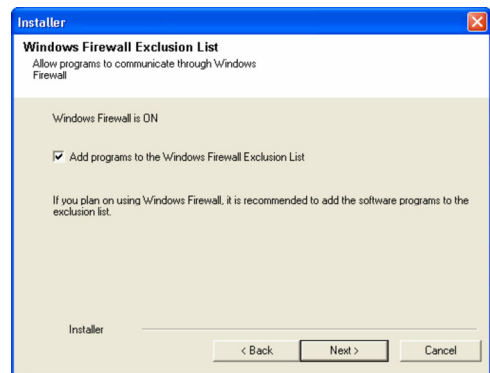 Installer
Windows Firewall Exclusion List
Allow programs to communicate through Windows
Firewall
Windows Firewall is ON
Add programs to the Windows Firewall Exclusion List
If you plan on using Windows Firewall, it is recommended to add the software programs to the
exclusion list.
Installer
< Back Next > Cancel